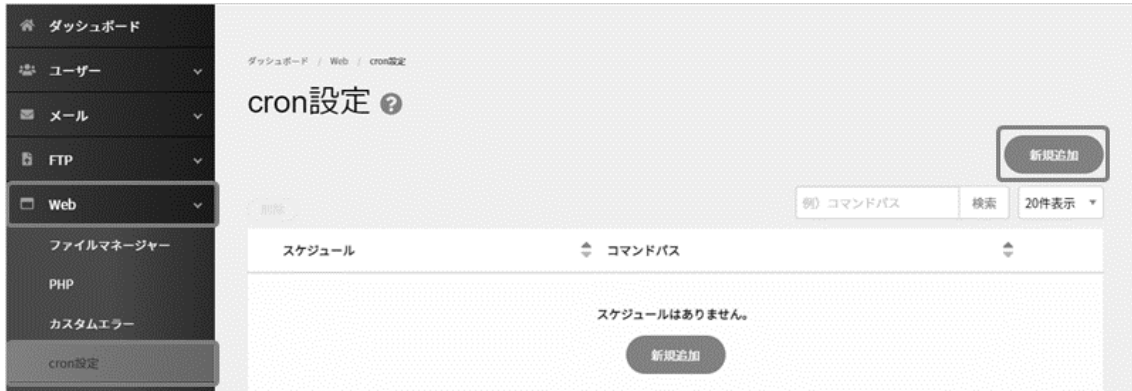 ダッシュボード
ユーザー
メール
FTP
Web
ファイルマネージャー
PHP
カスタムエラー
cron設定
ダッシュボード / Web / cron設定
cron設定 ?
新規追加
削除
例）コマンドパス 検索 20件表示
スケジュール コマンドパス
スケジュールはありません。
新規追加